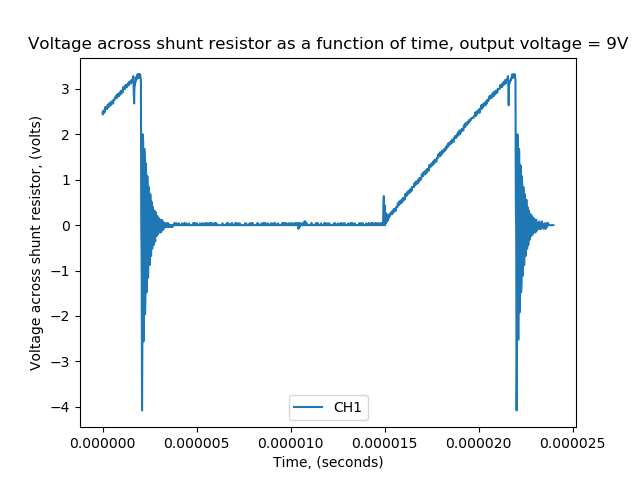 Voltage across shunt resistor as a function of time, output voltage = 9V
Voltage across shunt resistor, (volts)
3
2
1
0
−1
−2
−3
−4
CH1
0.000000 0.000005 0.000010 0.000015 0.000020 0.000025
Time, (seconds)